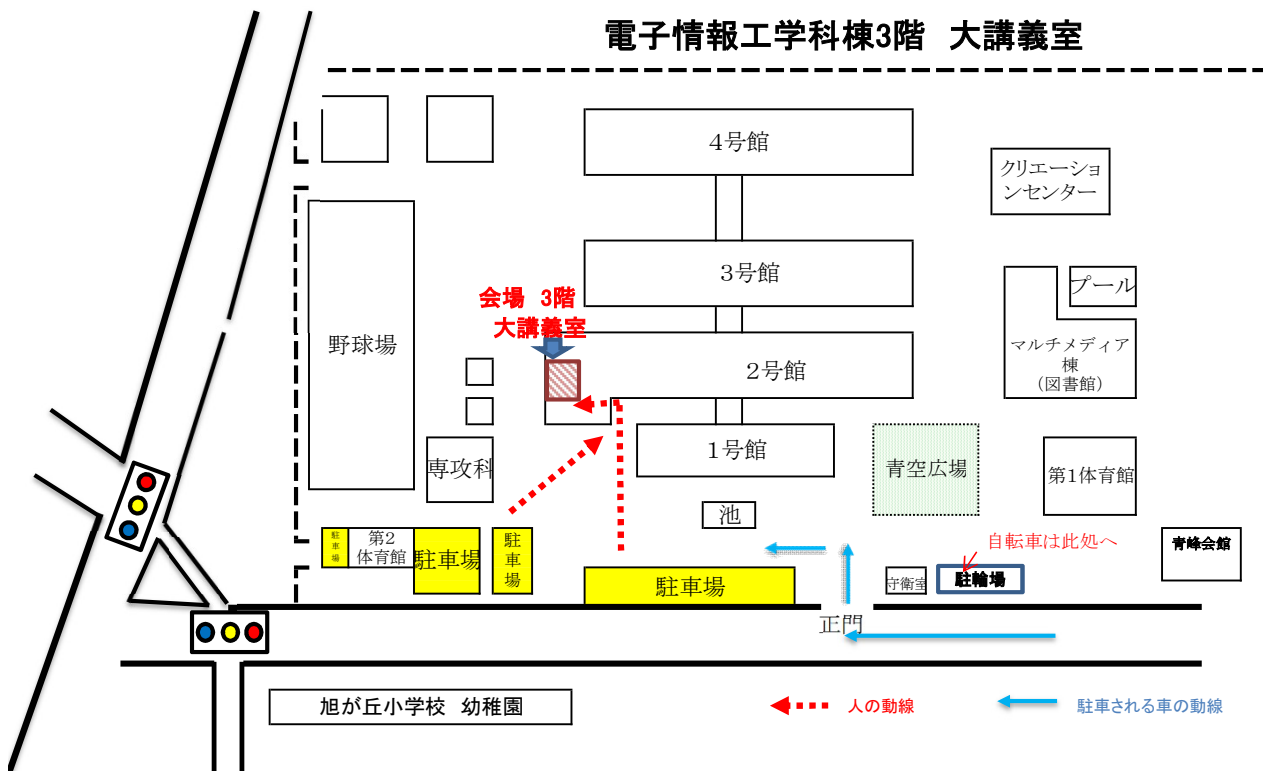 電子情報工学科棟3階　大講義室
4号館
クリエーショ
ンセンター
3号館
プール
会場　3階
大講義室
野球場
2号館
マルチメディア
棟
（図書館）
1号館
青空広場
専攻科
第1体育館
池
駐車場
第2
体育館
駐車場
駐車場
自転車は此処へ
青峰会館
駐車場
守衛室
駐輪場
正門
旭が丘小学校　幼稚園
人の動線
駐車される車の動線